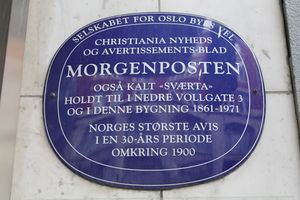 SELSKABET FOR OSLO BYES VEL
CHRISTIANIA NYHEDS
OG AVERTISSEMENTS-BLAD
MORGENPOSTEN
OGSÅ KALT «SVÆRTA»
HOLDT TIL I NEDRE VOLLGATE 3
OG I DENNE BYGNING 1861-1971
NORGES STØRSTE AVIS
I EN 30-ÅRS PERIODE
OMKRING 1900